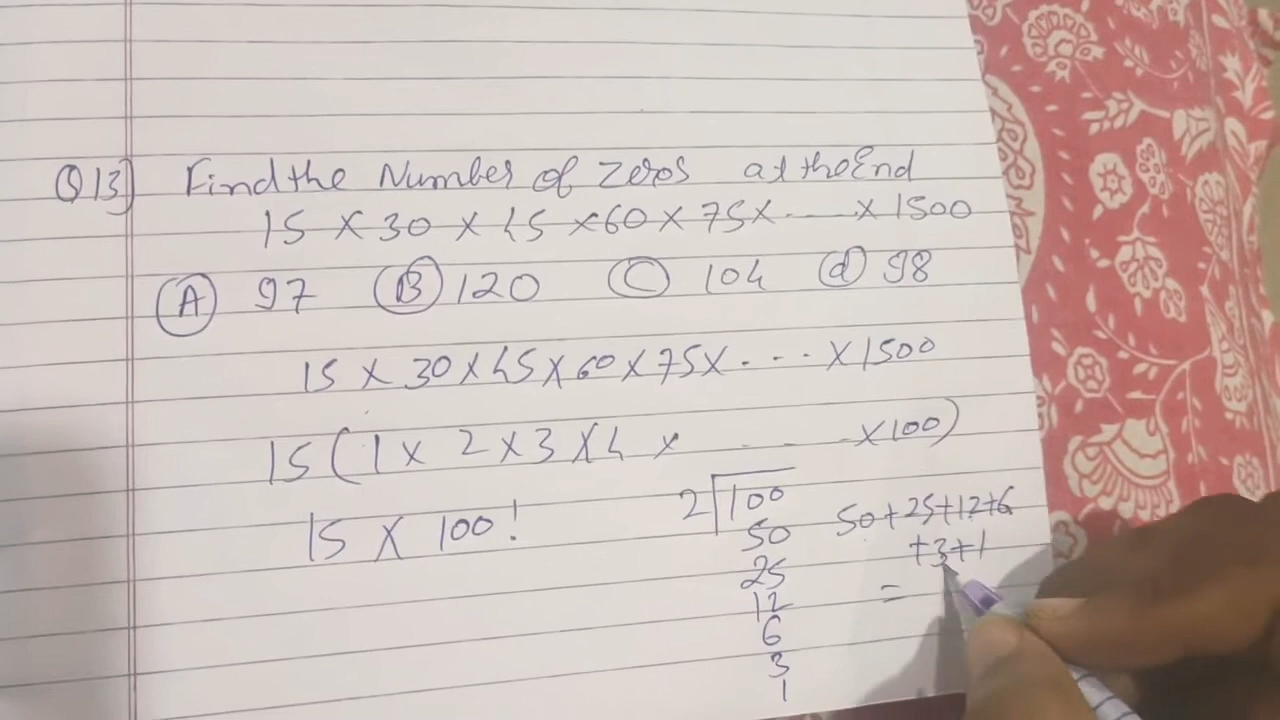 Q13) Find the Number of Zeros at the End
15 X 30 X 45 X 60 X 75 X ..... X 1500
(A) 97 (B) 120 (C) 104 (d) 98
15 X 30 X 45 X 60 X 75 X .... X 1500
15 ( 1 X 2 X 3 X 4 X ... X 100 )
15 X 100 !
2 100
50
25
12
6
3
1
50+25+12+6
+3+1
=